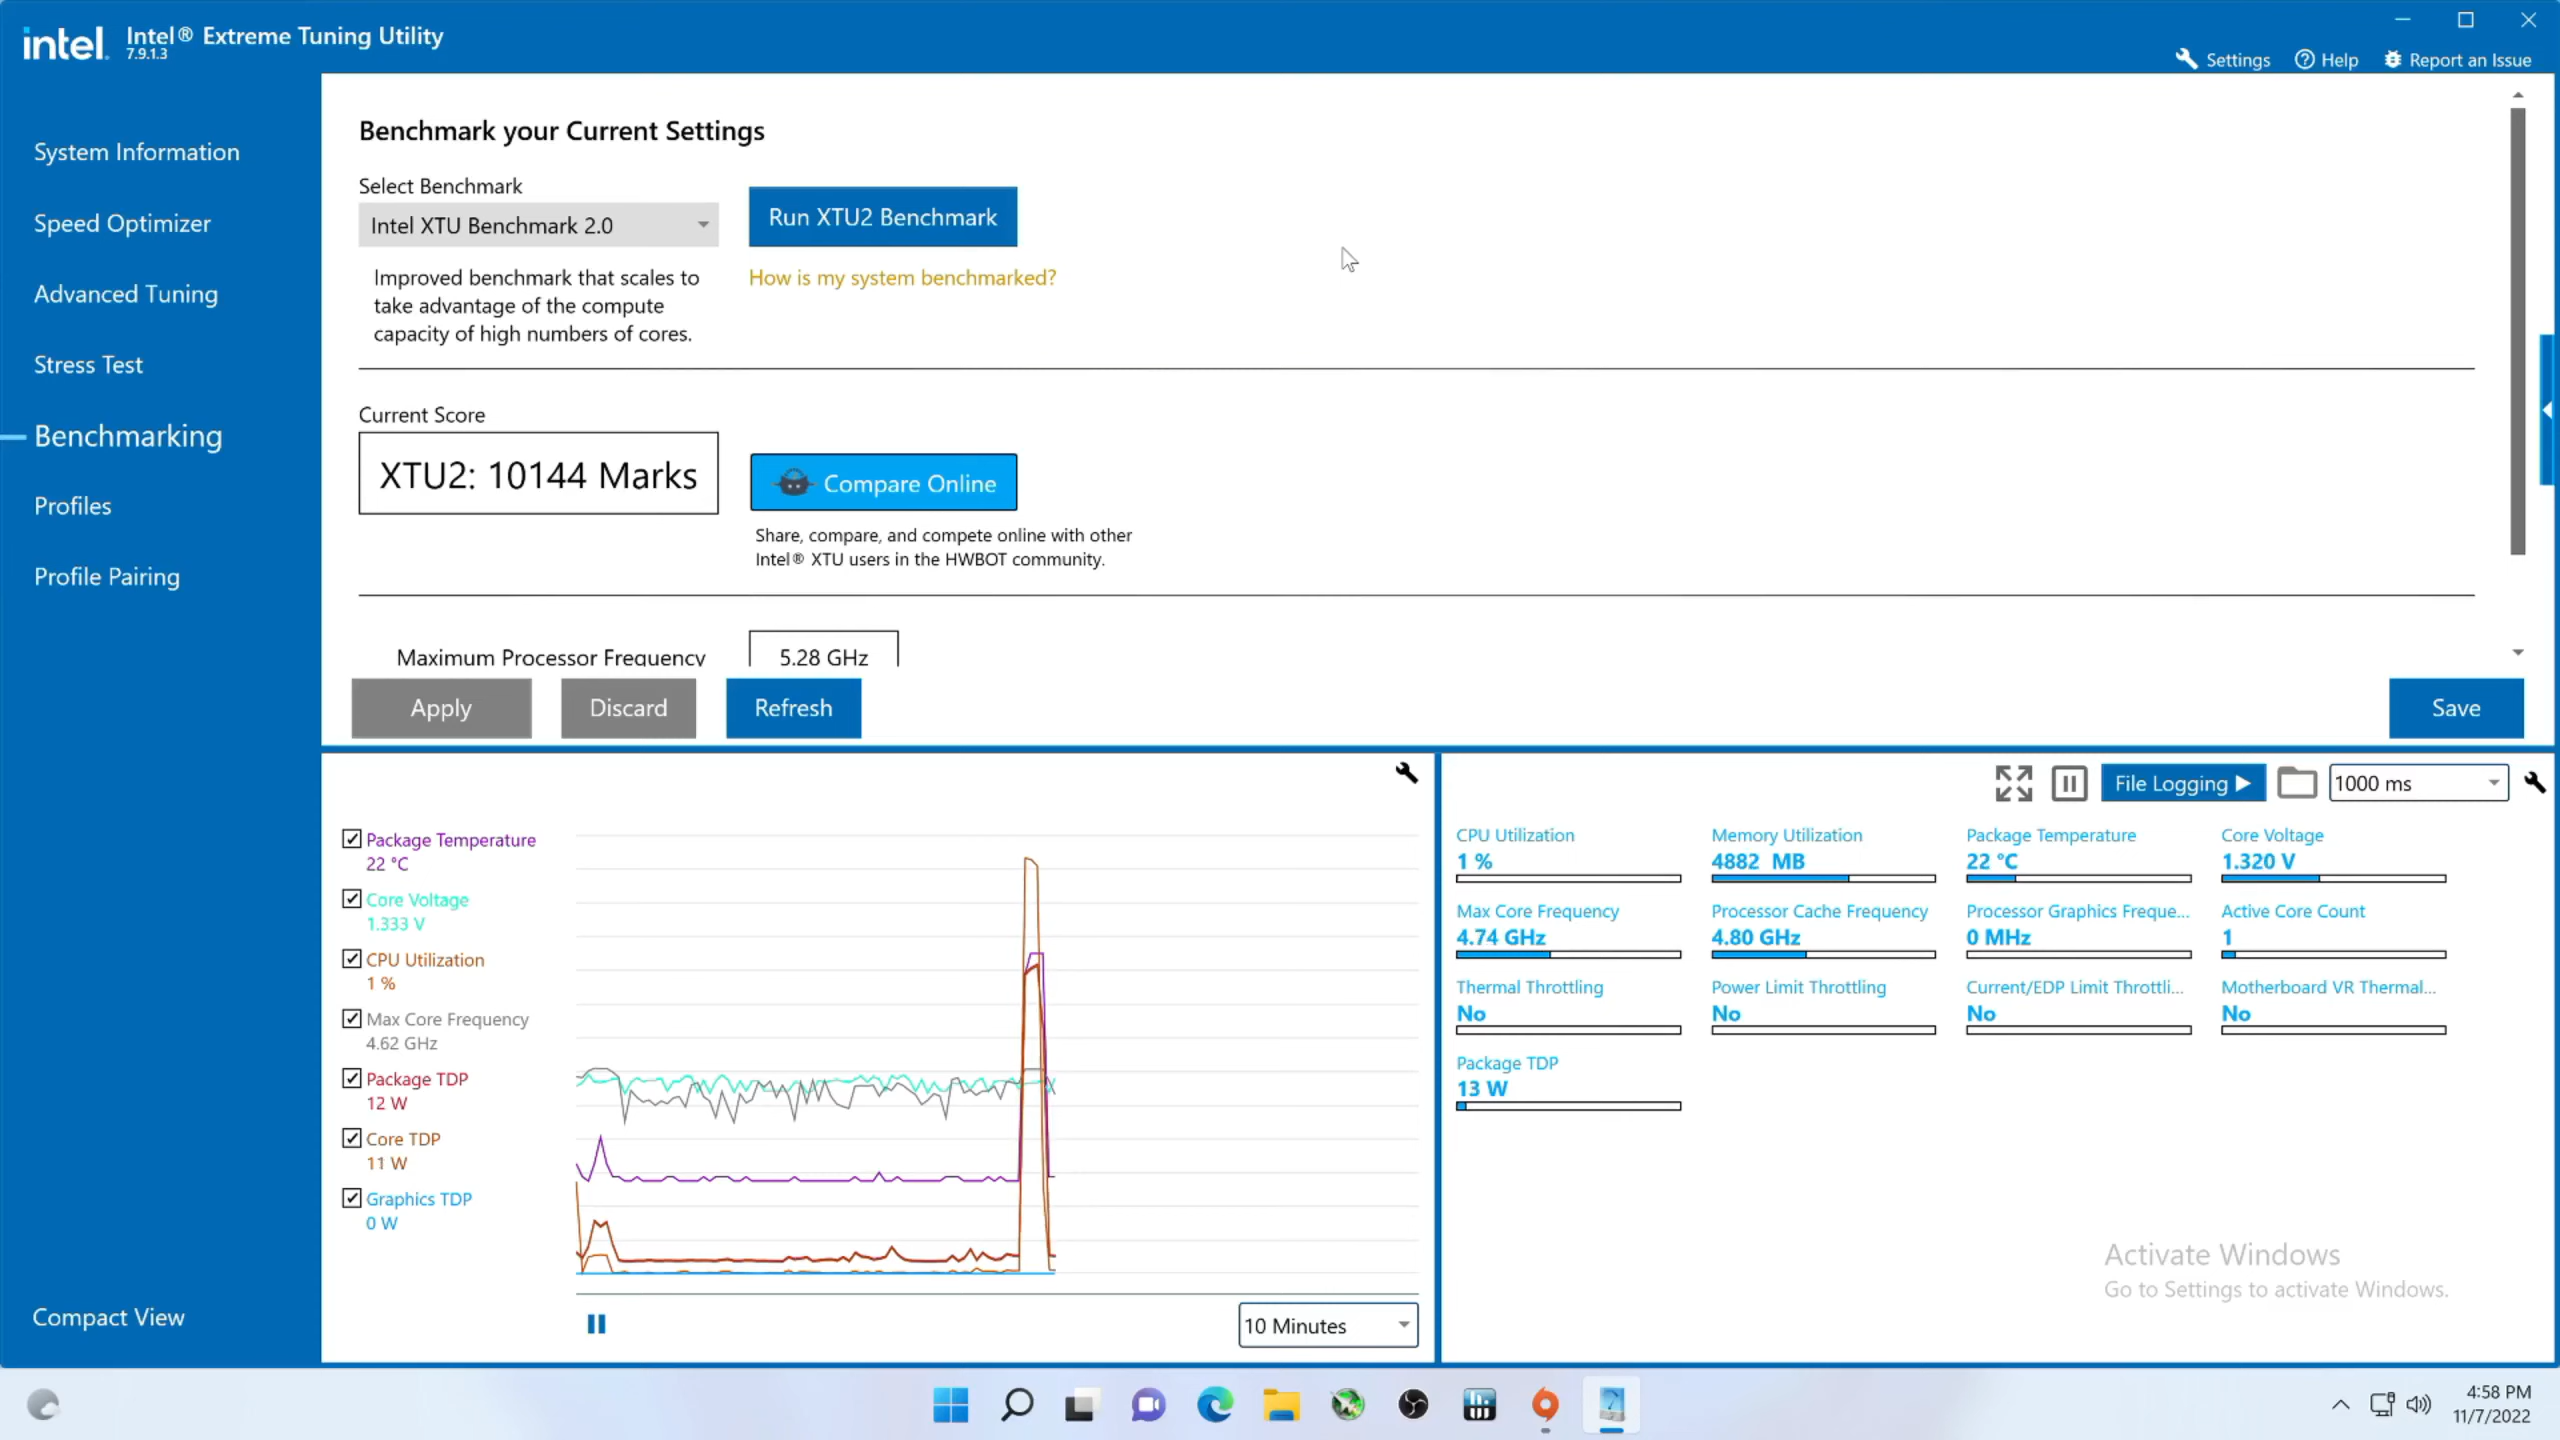 intel.
Intel® Extreme Tuning Utility
7.9.1.3
Settings
Help
Report an Issue
System Information
Speed Optimizer
Advanced Tuning
Stress Test
Benchmarking
Profiles
Profile Pairing
Compact View
Benchmark your Current Settings
Select Benchmark
Intel XTU Benchmark 2.0
Run XTU2 Benchmark
Improved benchmark that scales to
take advantage of the compute
capacity of high numbers of cores.
How is my system benchmarked?
Current Score
XTU2: 10144 Marks
Compare Online
Share, compare, and compete online with other
Intel® XTU users in the HWBOT community.
Maximum Processor Frequency
5.28 GHz
Apply
Discard
Refresh
Save
Package Temperature
22 °C
Core Voltage
1.333 V
CPU Utilization
1 %
Max Core Frequency
4.62 GHz
Package TDP
12 W
Core TDP
11 W
Graphics TDP
0 W
10 Minutes
File Logging
1000 ms
CPU Utilization
1 %
Memory Utilization
4882 MB
Package Temperature
22 °C
Core Voltage
1.320 V
Max Core Frequency
4.74 GHz
Processor Cache Frequency
4.80 GHz
Processor Graphics Freque...
0 MHz
Active Core Count
1
Thermal Throttling
No
Power Limit Throttling
No
Current/EDP Limit Throttli...
No
Motherboard VR Thermal...
No
Package TDP
13 W
Activate Windows
Go to Settings to activate Windows.
4:58 PM
11/7/2022